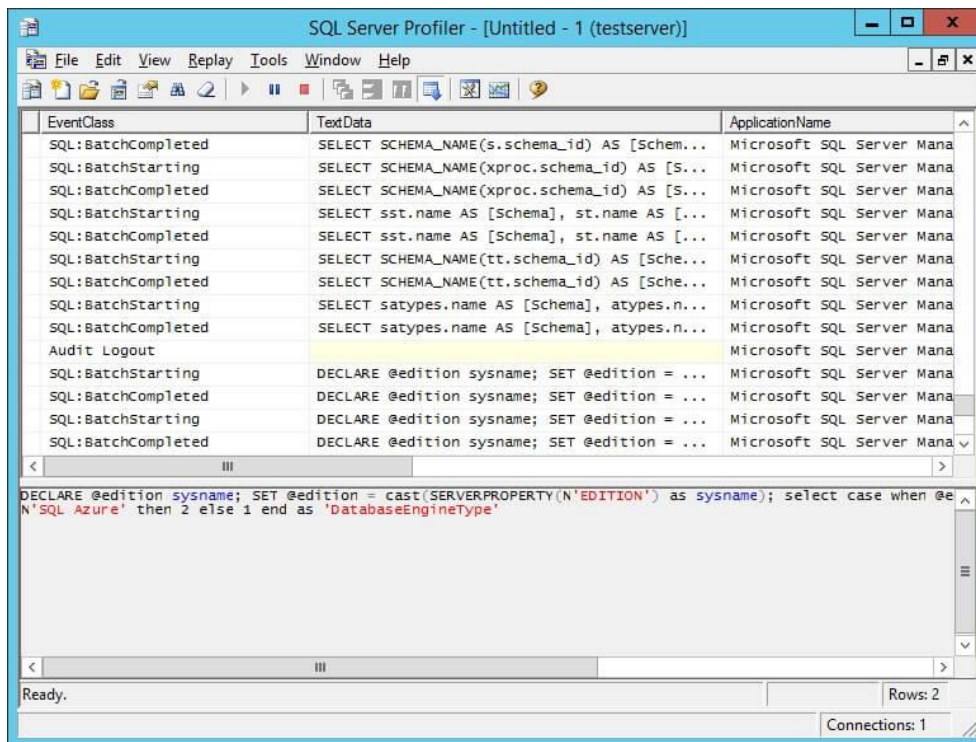 SQL Server Profiler - [Untitled - 1 (testserver)]
File Edit View Replay Tools Window Help
EventClass TextData ApplicationName
SQL:BatchCompleted SELECT SCHEMA_NAME(s.schema_id) AS [Schem... Microsoft SQL Server Mana
SQL:BatchStarting SELECT SCHEMA_NAME(xproc.schema_id) AS [S... Microsoft SQL Server Mana
SQL:BatchCompleted SELECT SCHEMA_NAME(xproc.schema_id) AS [S... Microsoft SQL Server Mana
SQL:BatchStarting SELECT sst.name AS [Schema], st.name AS [... Microsoft SQL Server Mana
SQL:BatchCompleted SELECT sst.name AS [Schema], st.name AS [... Microsoft SQL Server Mana
SQL:BatchStarting SELECT SCHEMA_NAME(tt.schema_id) AS [Sche... Microsoft SQL Server Mana
SQL:BatchCompleted SELECT SCHEMA_NAME(tt.schema_id) AS [Sche... Microsoft SQL Server Mana
SQL:BatchStarting SELECT satypes.name AS [Schema], atypes.n... Microsoft SQL Server Mana
SQL:BatchCompleted SELECT satypes.name AS [Schema], atypes.n... Microsoft SQL Server Mana
Audit Logout Microsoft SQL Server Mana
SQL:BatchStarting DECLARE @edition sysname; SET @edition = ... Microsoft SQL Server Mana
SQL:BatchCompleted DECLARE @edition sysname; SET @edition = ... Microsoft SQL Server Mana
SQL:BatchStarting DECLARE @edition sysname; SET @edition = ... Microsoft SQL Server Mana
SQL:BatchCompleted DECLARE @edition sysname; SET @edition = ... Microsoft SQL Server Mana
DECLARE @edition sysname; SET @edition = cast(SERVERPROPERTY(N'EDITION') as sysname); select case when @e
N'SQL Azure' then 2 else 1 end as 'DatabaseEngineType'
Ready. Rows: 2
Connections: 1